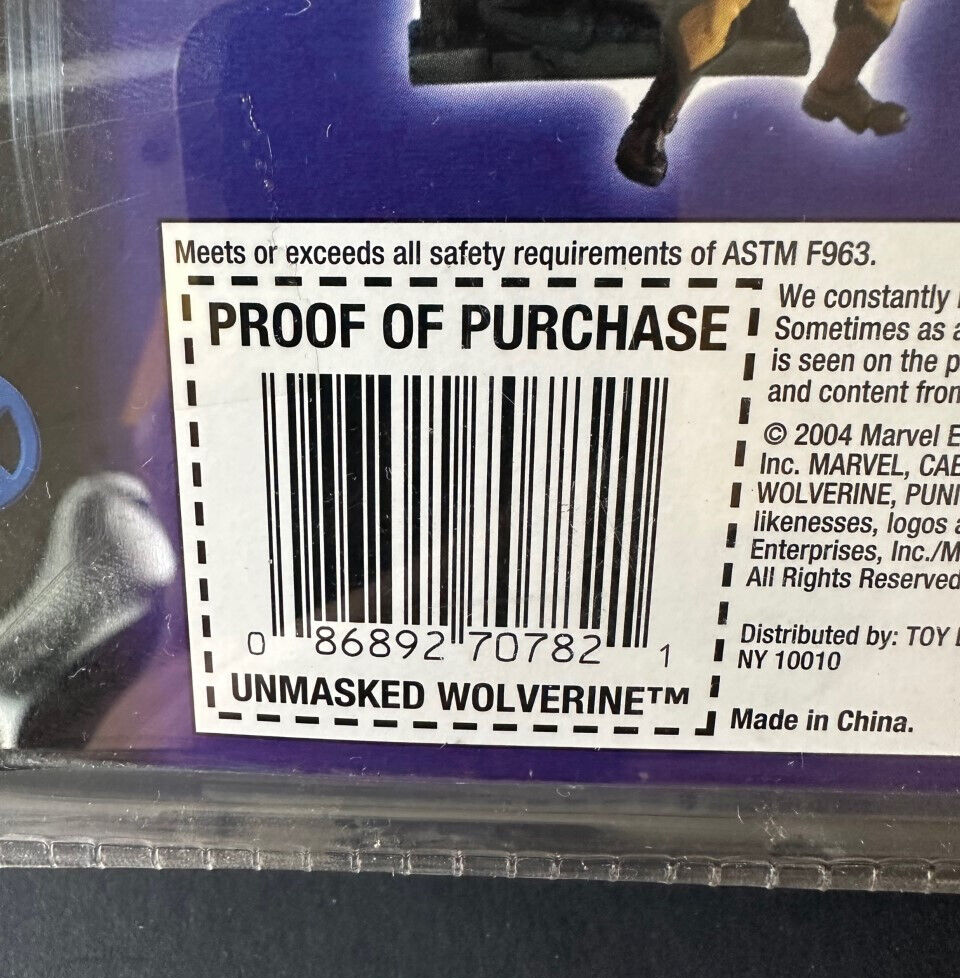 Meets or exceeds all safety requirements of ASTM F963.
PROOF OF PURCHASE
0 86892 70782 1
UNMASKED WOLVERINE™
We constantly
Sometimes as
is seen on the
and content from
© 2004 Marvel
Inc. MARVEL,
WOLVERINE,
likenesses, logos
Enterprises, Inc./
All Rights Reserved
Distributed by: TOY
NY 10010
Made in China.